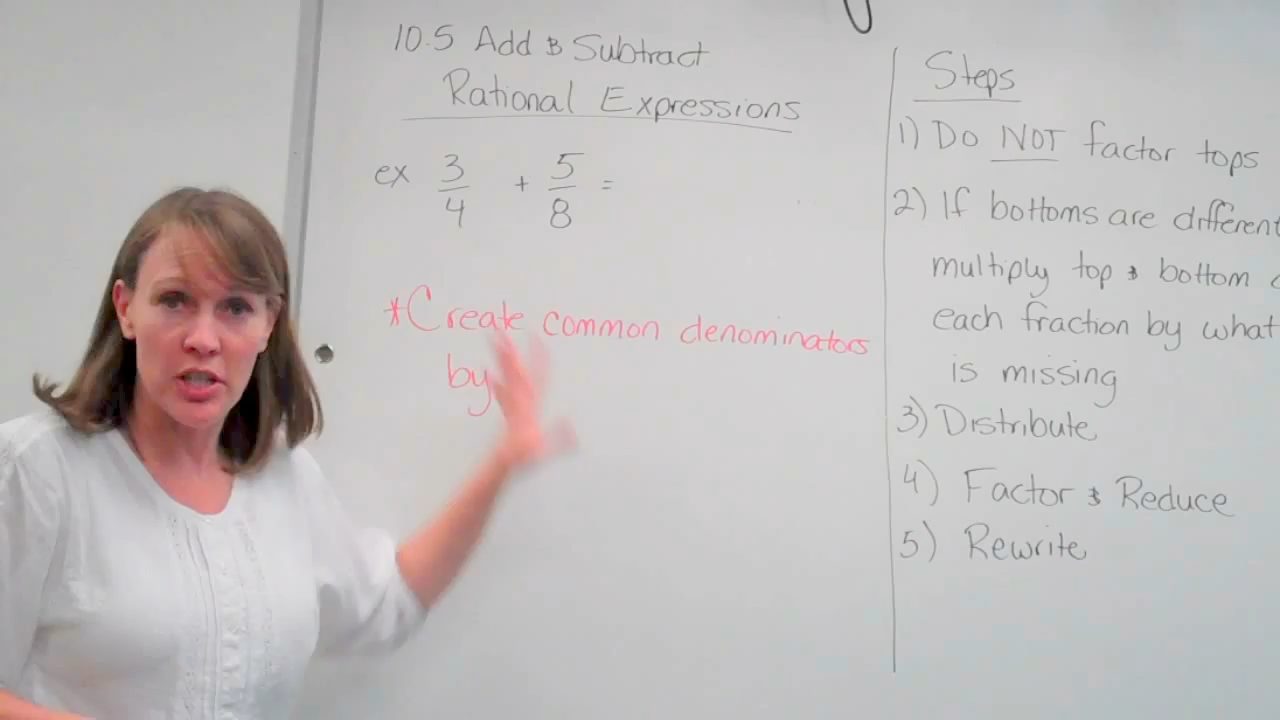 10.5 Add & Subtract
Rational Expressions
ex 3/4 + 5/8 =
*Create common denominators
by
Steps
1) Do NOT factor tops
2) If bottoms are different
multiply top & bottom
each fraction by what
is missing
3) Distribute
4) Factor & Reduce
5) Rewrite